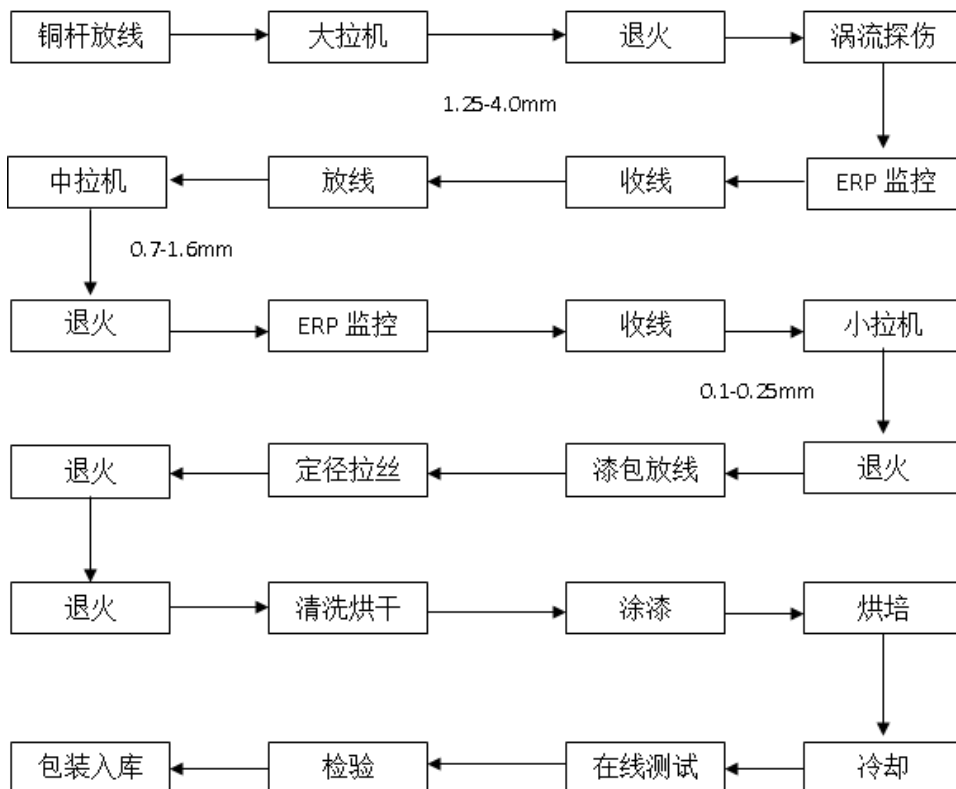 铜杆放线 大拉机 退火 涡流探伤
1.25-4.0mm
中拉机 放线 收线 ERP 监控
0.7-1.6mm
退火 ERP 监控 收线 小拉机
0.1-0.25mm
退火 定径拉丝 漆包放线 退火
退火 清洗烘干 涂漆 烘培
包装入库 检验 在线测试 冷却